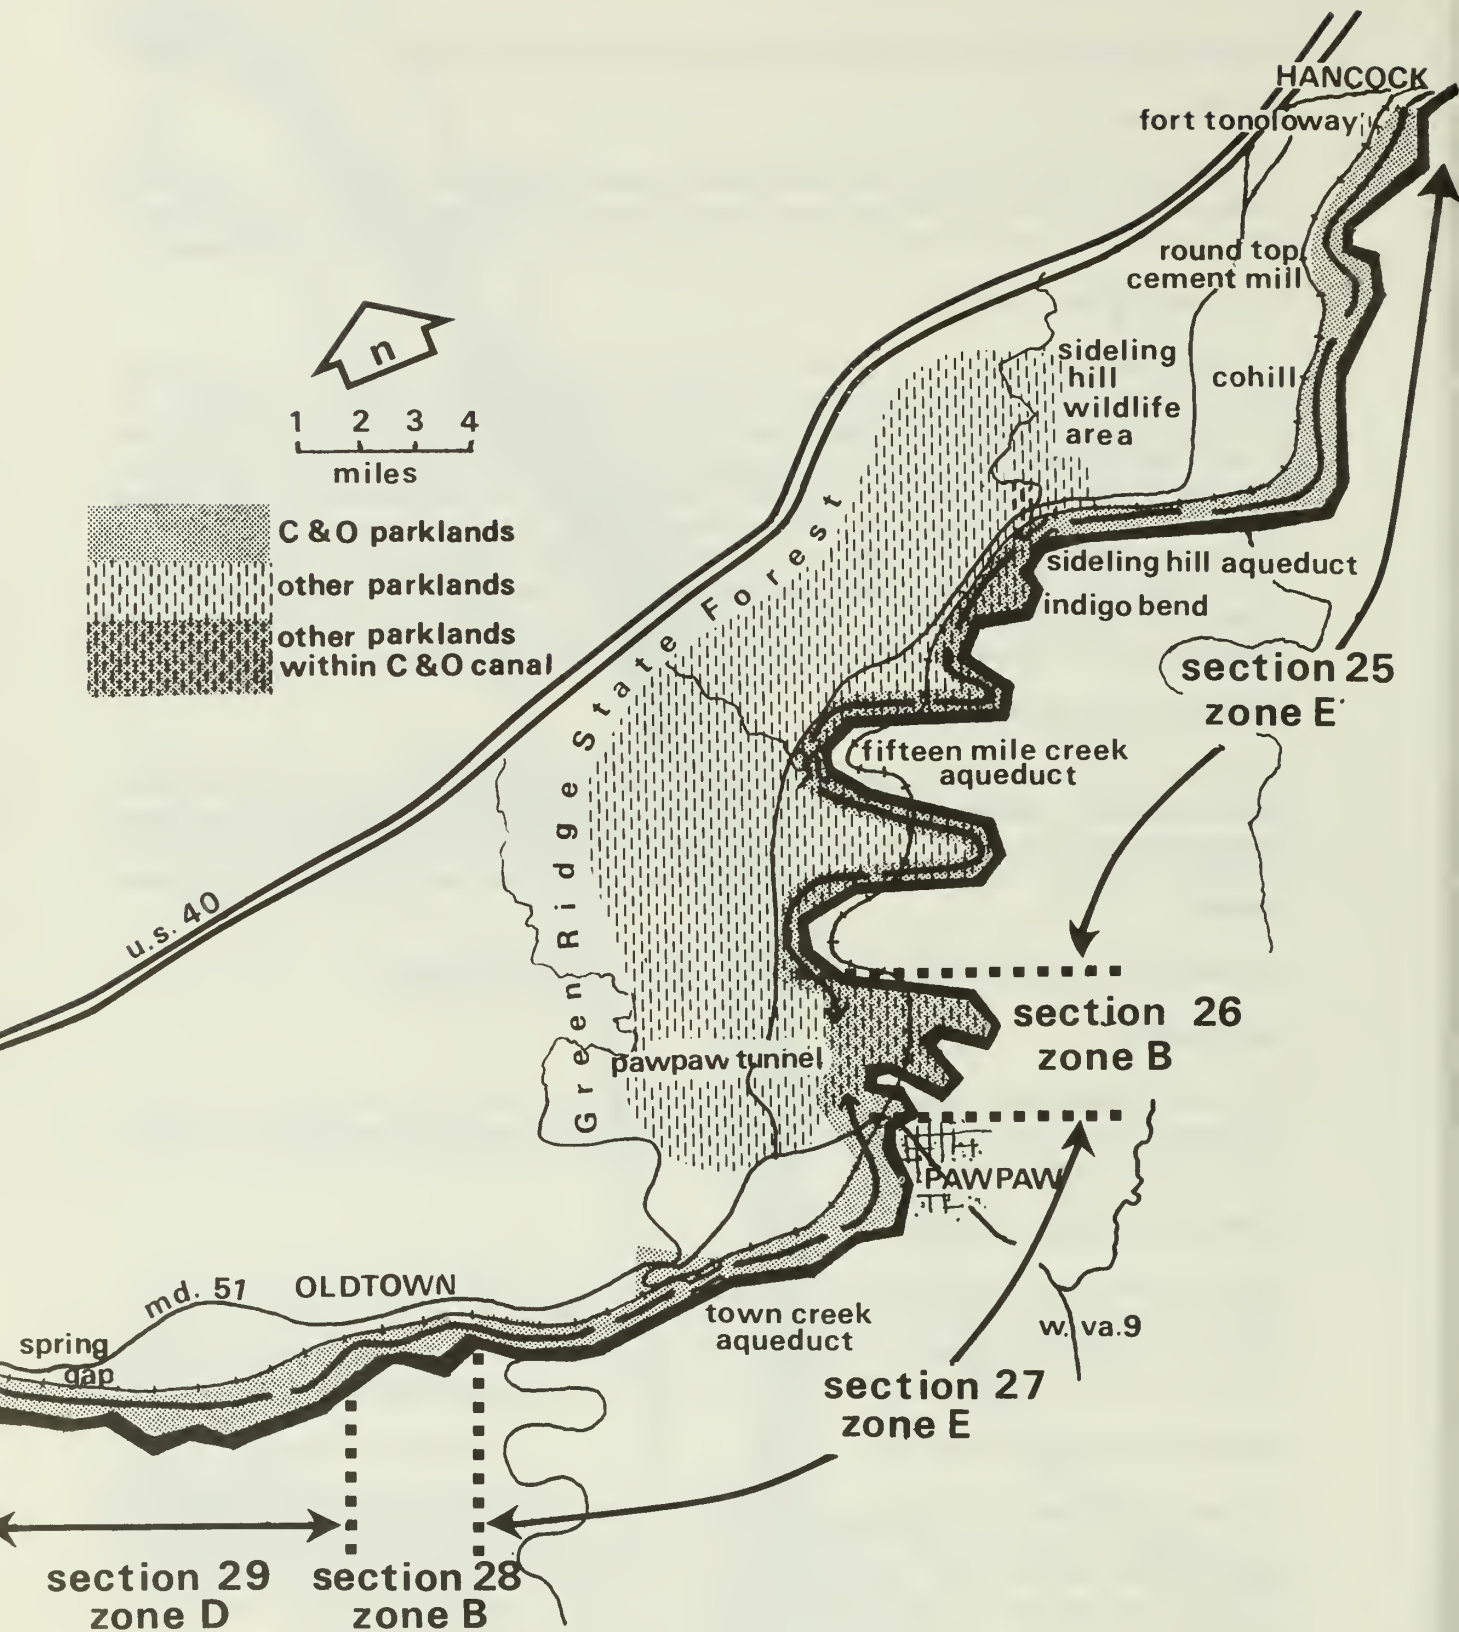 HANCOCK
fort tonoloway
round top
cement mill
n
sideling
hill
wildlife
area
cohill
1 2 3 4
miles
C & O parklands
other parklands
other parklands
within C & O canal
Green Ridge State Forest
sideling hill aqueduct
indigo bend
section 25
zone E
fifteen mile creek
aqueduct
u.s. 40
section 26
zone B
pawpaw tunnel
PAWPAW
md. 51
OLDTOWN
town creek
aqueduct
w. va.9
spring
gap
section 27
zone E
section 29
zone D
section 28
zone B